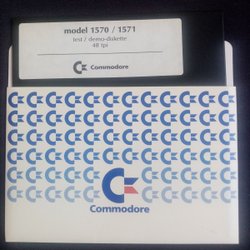 model 1570 / 1571
test / demo-diskette
48 tpi
Commodore
Commodore